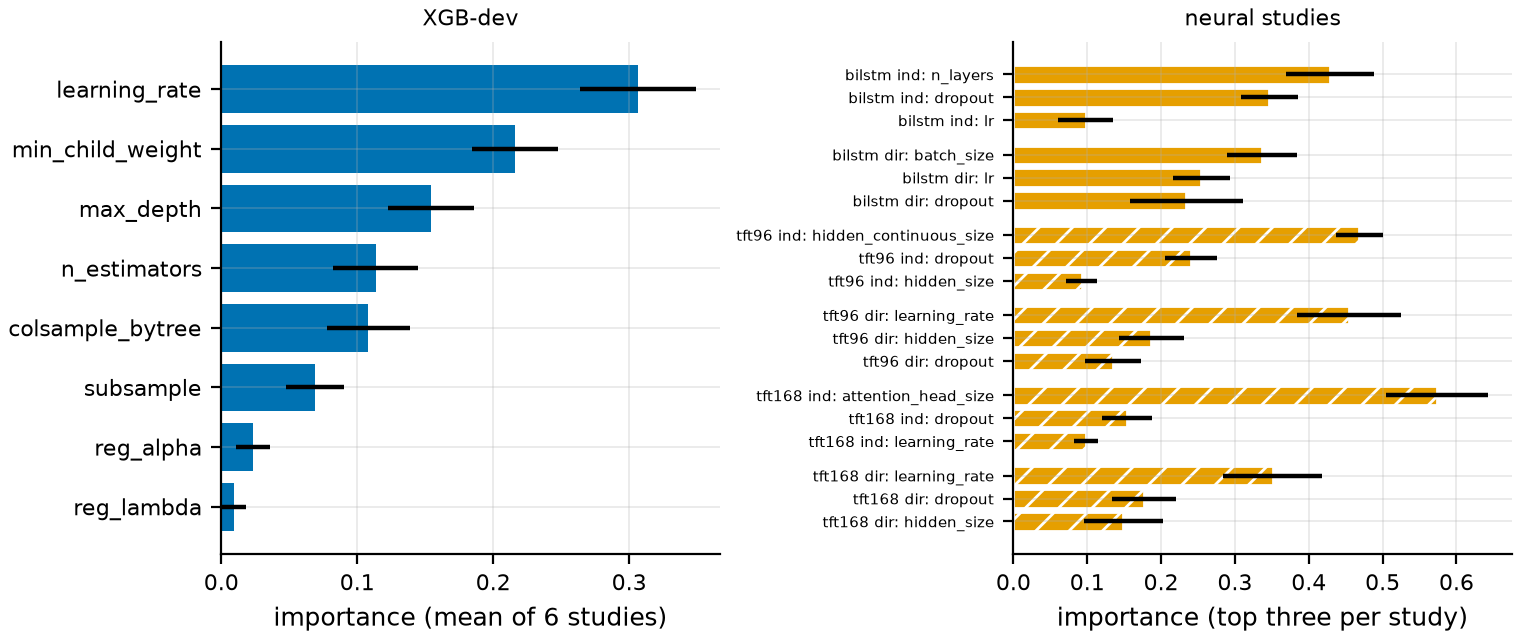 XGB-dev
learning_rate
min_child_weight
max_depth
n_estimators
colsample_bytree
subsample
reg_alpha
reg_lambda
0.0 0.1 0.2 0.3
importance (mean of 6 studies)
neural studies
bilstm ind: n_layers
bilstm ind: dropout
bilstm ind: lr
bilstm dir: batch_size
bilstm dir: lr
bilstm dir: dropout
tft96 ind: hidden_continuous_size
tft96 ind: dropout
tft96 ind: hidden_size
tft96 dir: learning_rate
tft96 dir: hidden_size
tft96 dir: dropout
tft168 ind: attention_head_size
tft168 ind: dropout
tft168 ind: learning_rate
tft168 dir: learning_rate
tft168 dir: dropout
tft168 dir: hidden_size
0.0 0.1 0.2 0.3 0.4 0.5 0.6
importance (top three per study)